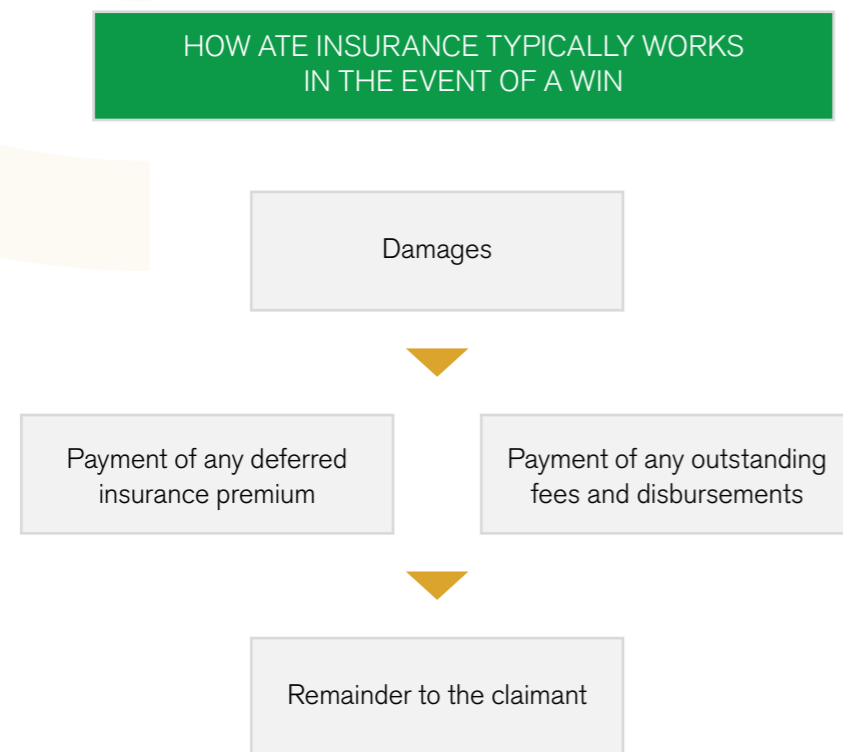 HOW ATE INSURANCE TYPICALLY WORKS
IN THE EVENT OF A WIN
Damages
Payment of any deferred
insurance premium
Payment of any outstanding
fees and disbursements
Remainder to the claimant